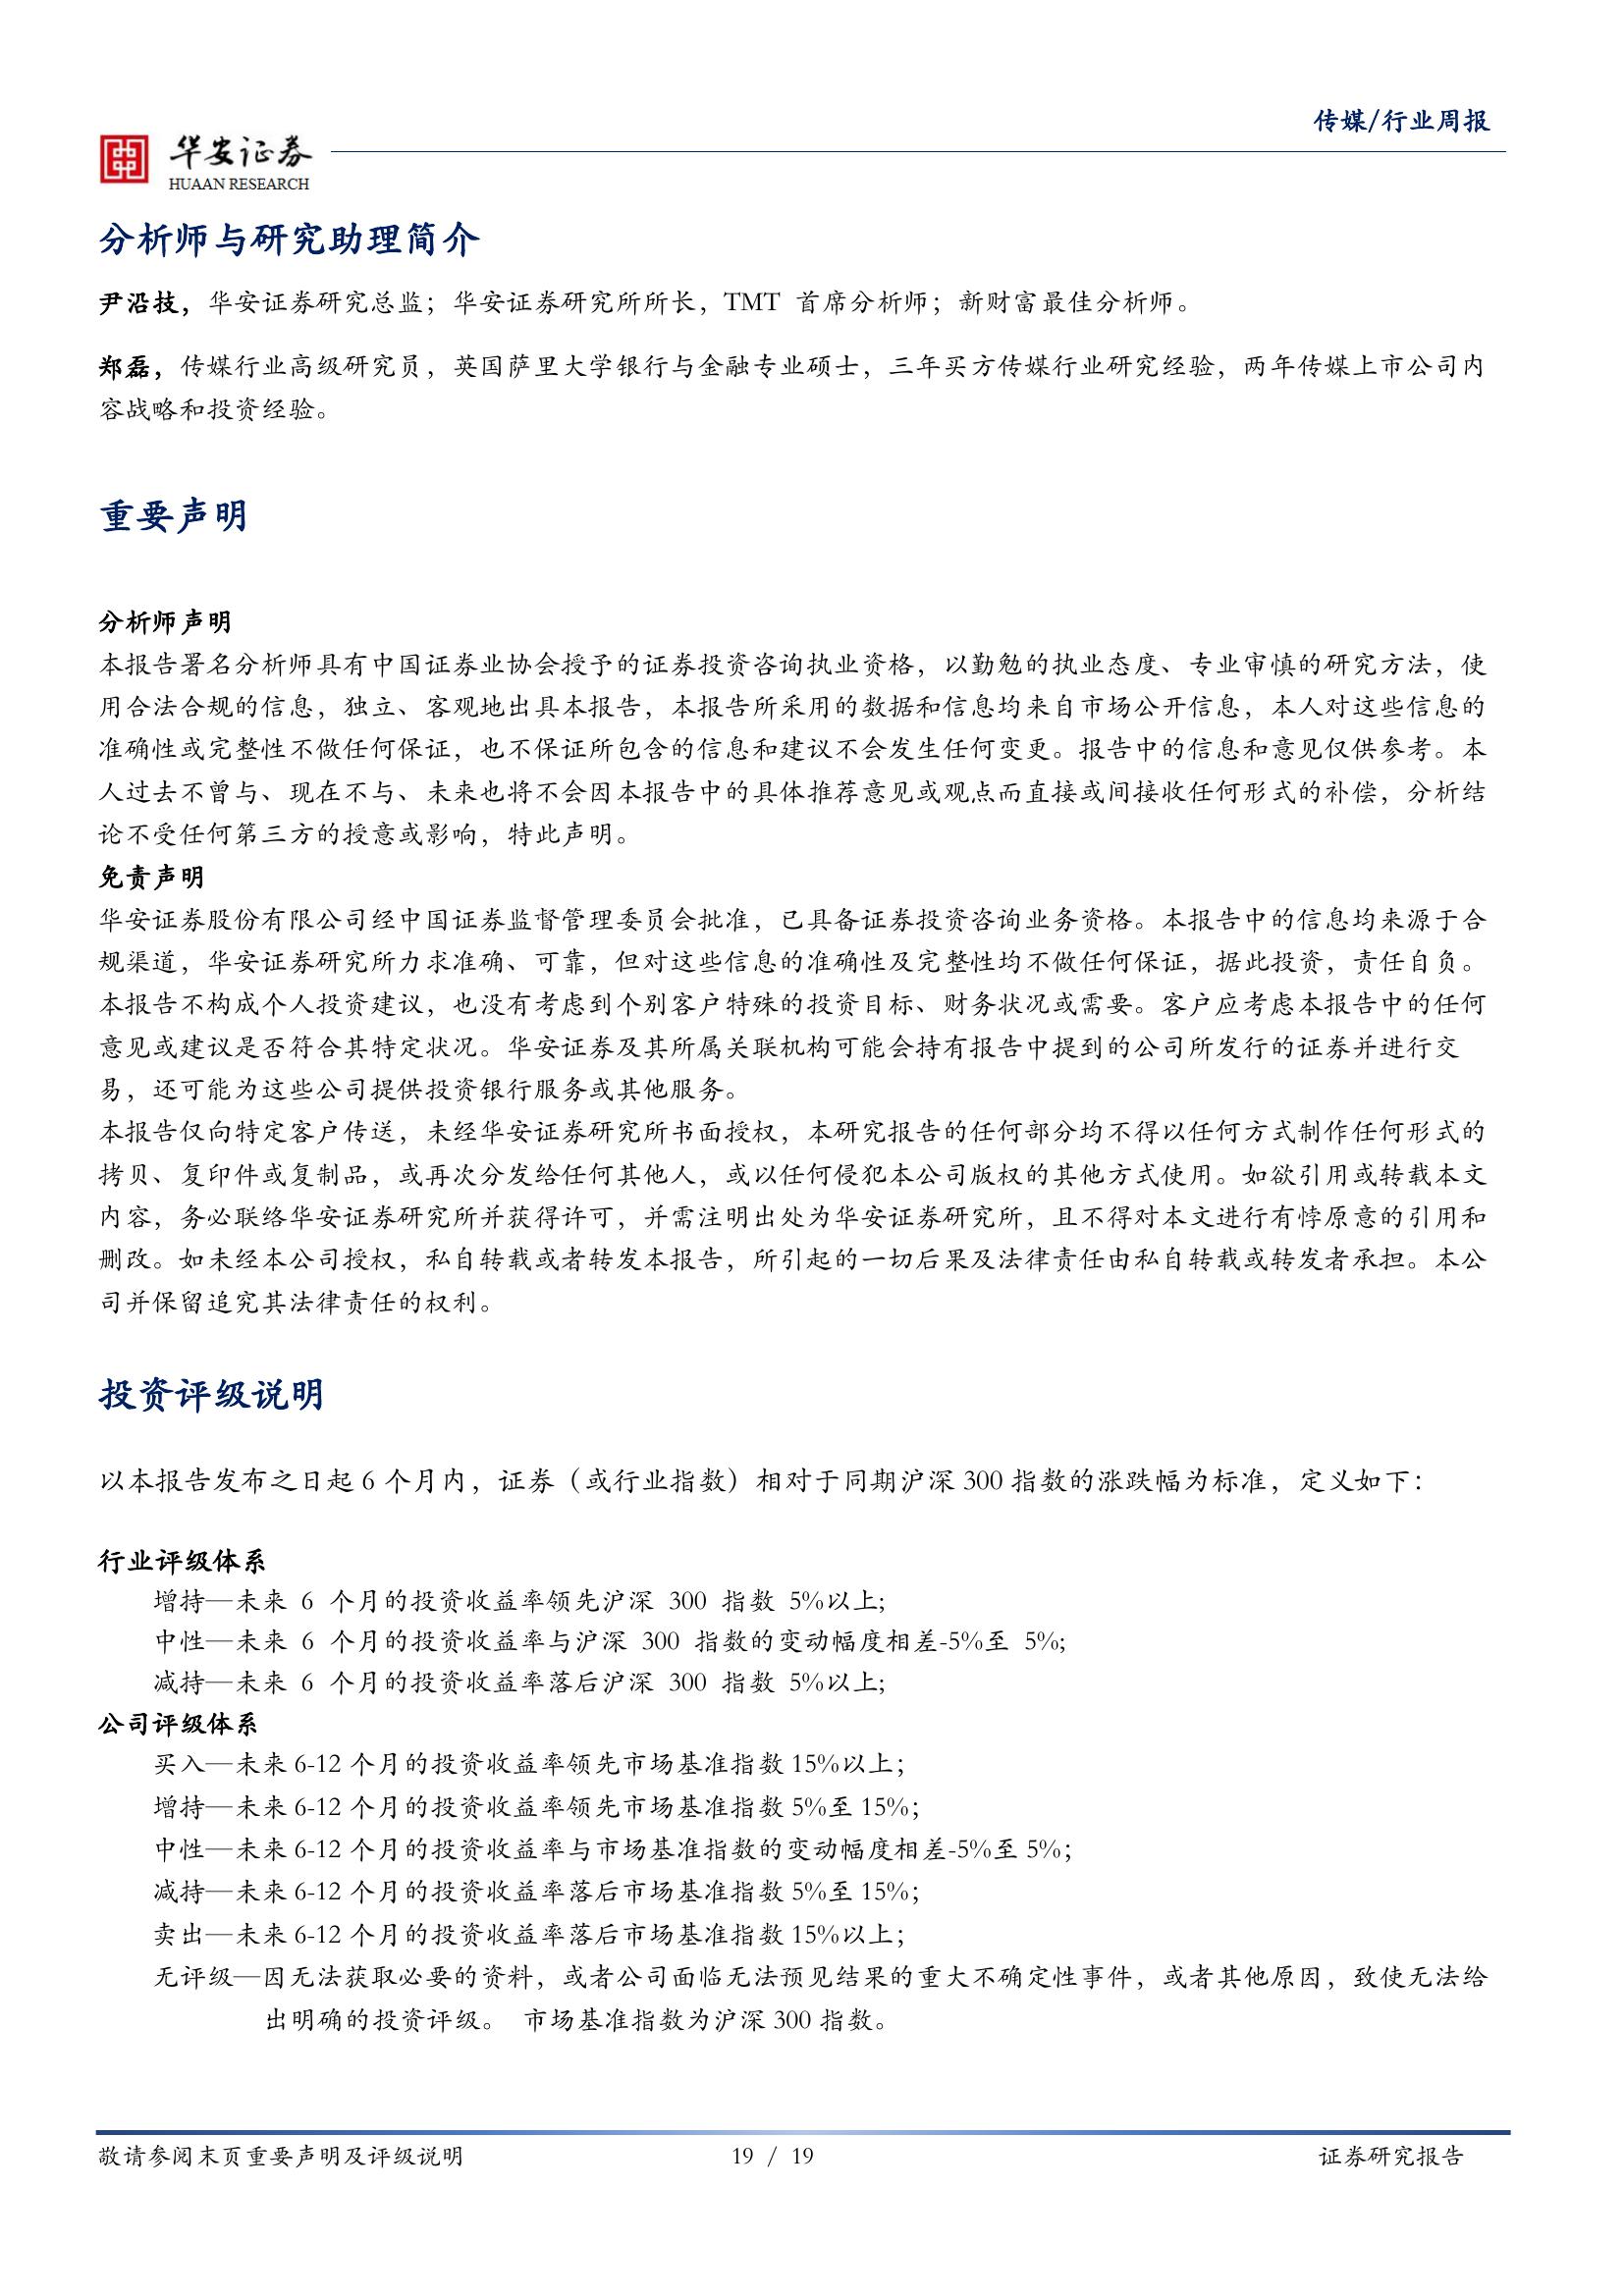 传媒/行业周报
华安证券
HUAAN RESEARCH
分析师与研究助理简介
尹沿技，华安证券研究总监；华安证券研究所所长，TMT 首席分析师；新财富最佳分析师。
郑磊，传媒行业高级研究员，英国萨里大学银行与金融专业硕士，三年买方传媒行业研究经验，两年传媒上市公司内
容战略和投资经验。
重要声明
分析师声明
本报告署名分析师具有中国证券业协会授予的证券投资咨询执业资格，以勤勉的执业态度、专业审慎的研究方法，使
用合法合规的信息，独立、客观地出具本报告，本报告所采用的数据和信息均来自市场公开信息，本人对这些信息的
准确性或完整性不做任何保证，也不保证所包含的信息和建议不会发生任何变更。报告中的信息和意见仅供参考。本
人过去不曾与、现在不与、未来也将不会因本报告中的具体推荐意见或观点而直接或间接收任何形式的补偿，分析结
论不受任何第三方的授意或影响，特此声明。
免责声明
华安证券股份有限公司经中国证券监督管理委员会批准，已具备证券投资咨询业务资格。本报告中的信息均来源于合
规渠道，华安证券研究所力求准确、可靠，但对这些信息的准确性及完整性均不做任何保证，据此投资，责任自负。
本报告不构成个人投资建议，也没有考虑到个别客户特殊的投资目标、财务状况或需要。客户应考虑本报告中的任何
意见或建议是否符合其特定状况。华安证券及其所属关联机构可能会持有报告中提到的公司所发行的证券并进行交
易，还可能为这些公司提供投资银行服务或其他服务。
本报告仅向特定客户传送，未经华安证券研究所书面授权，本研究报告的任何部分均不得以任何方式制作任何形式的
拷贝、复印件或复制品，或再次分发给任何其他人，或以任何侵犯本公司版权的其他方式使用。如欲引用或转载本文
内容，务必联络华安证券研究所并获得许可，并需注明出处为华安证券研究所，且不得对本文进行有悖原意的引用和
删改。如未经本公司授权，私自转载或者转发本报告，所引起的一切后果及法律责任由私自转载或转发者承担。本公
司并保留追究其法律责任的权利。
投资评级说明
以本报告发布之日起 6 个月内，证券（或行业指数）相对于同期沪深 300 指数的涨跌幅为标准，定义如下：
行业评级体系
增持—未来 6 个月的投资收益率领先沪深 300 指数 5%以上;
中性—未来 6 个月的投资收益率与沪深 300 指数的变动幅度相差-5%至 5%;
减持—未来 6 个月的投资收益率落后沪深 300 指数 5%以上;
公司评级体系
买入—未来 6-12 个月的投资收益率领先市场基准指数 15%以上；
增持—未来 6-12 个月的投资收益率领先市场基准指数 5%至 15%；
中性—未来 6-12 个月的投资收益率与市场基准指数的变动幅度相差-5%至 5%；
减持—未来 6-12 个月的投资收益率落后市场基准指数 5%至 15%；
卖出—未来 6-12 个月的投资收益率落后市场基准指数 15%以上；
无评级—因无法获取必要的资料，或者公司面临无法预见结果的重大不确定性事件，或者其他原因，致使无法给
出明确的投资评级。 市场基准指数为沪深 300 指数。
敬请参阅末页重要声明及评级说明 19 / 19 证券研究报告